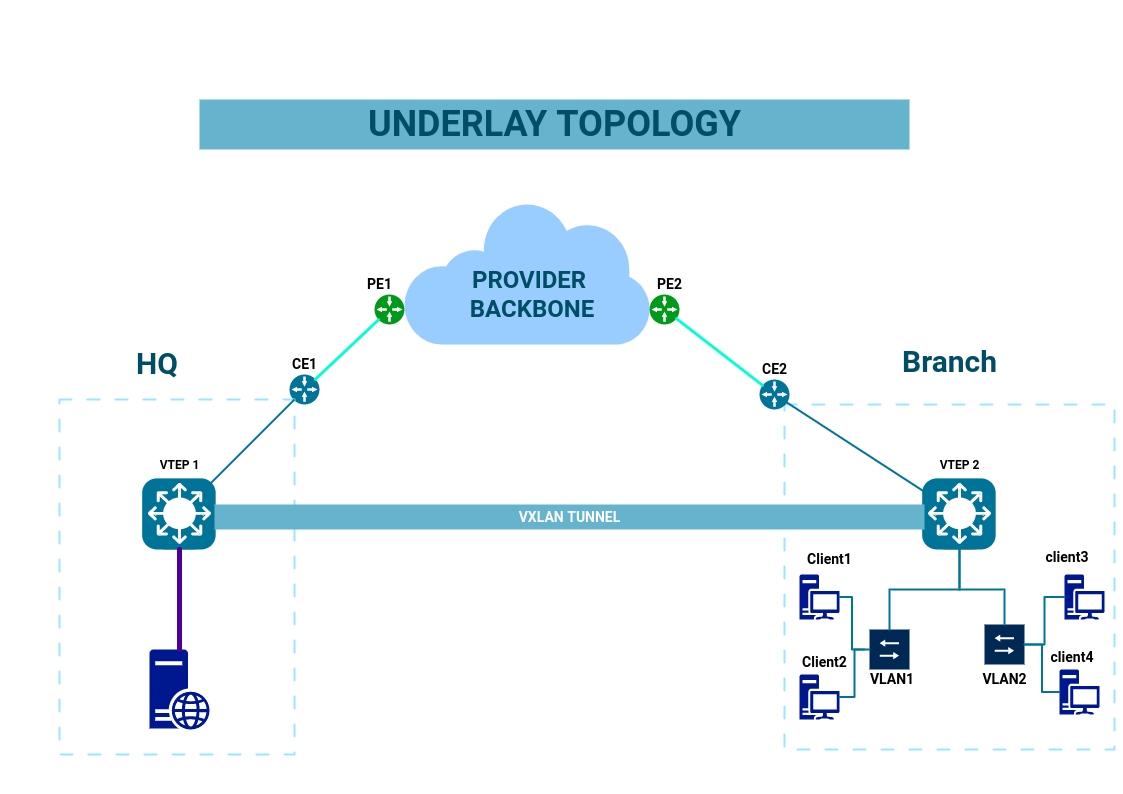 UNDERLAY TOPOLOGY
PROVIDER
BACKBONE
PE1
PE2
HQ
CE1
CE2
Branch
VTEP 1
VTEP 2
VXLAN TUNNEL
Client1
client3
Client2
client4
VLAN1
VLAN2